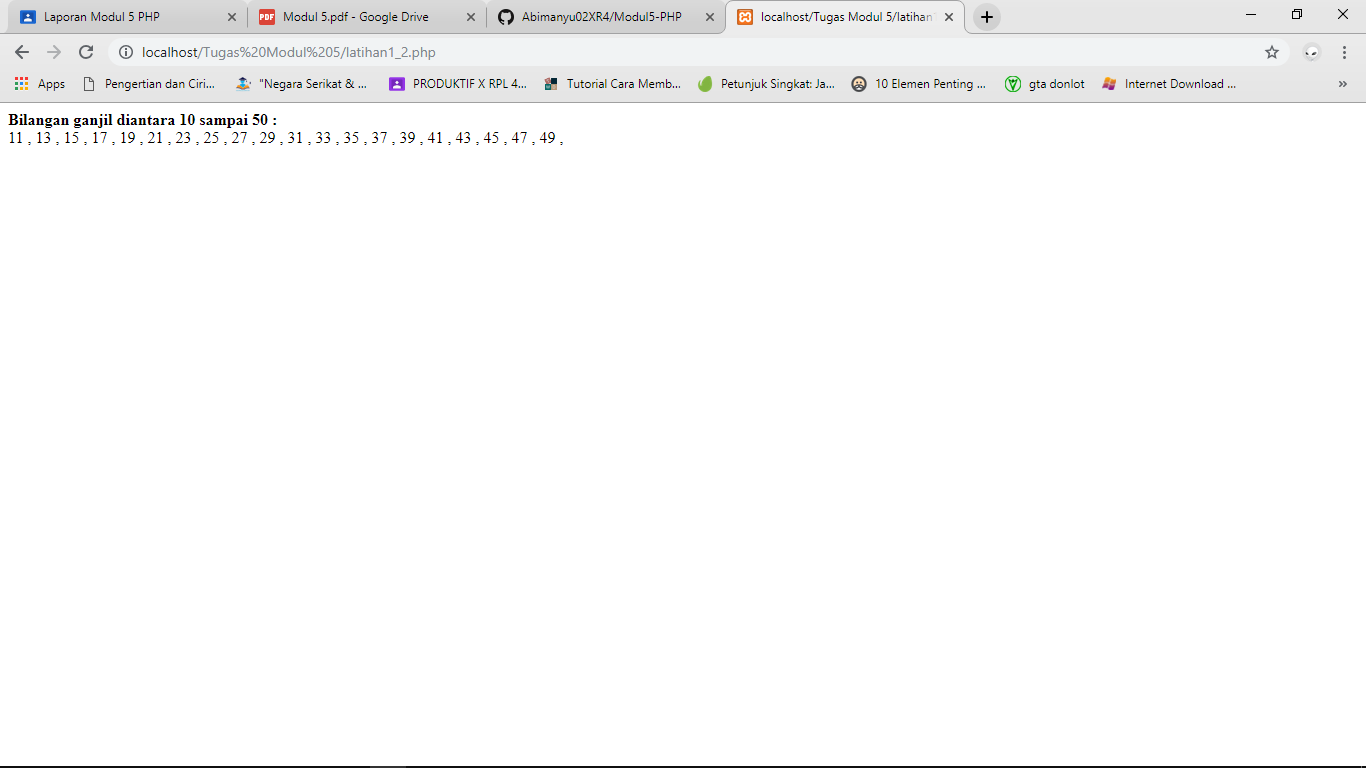 Laporan Modul 5 PHP
Modul 5.pdf - Google Drive
Abimanyu02XR4/Modul5-PHP
localhost/Tugas Modul 5/latihan
localhost/Tugas%20Modul%205/latihan1_2.php
Apps
Pengertian dan Ciri...
"Negara Serikat & ...
PRODUKTIF X RPL 4...
Tutorial Cara Memb...
Petunjuk Singkat: Ja...
10 Elemen Penting ...
gta donlot
Internet Download ...
Bilangan ganjil diantara 10 sampai 50 :
11 , 13 , 15 , 17 , 19 , 21 , 23 , 25 , 27 , 29 , 31 , 33 , 35 , 37 , 39 , 41 , 43 , 45 , 47 , 49 ,